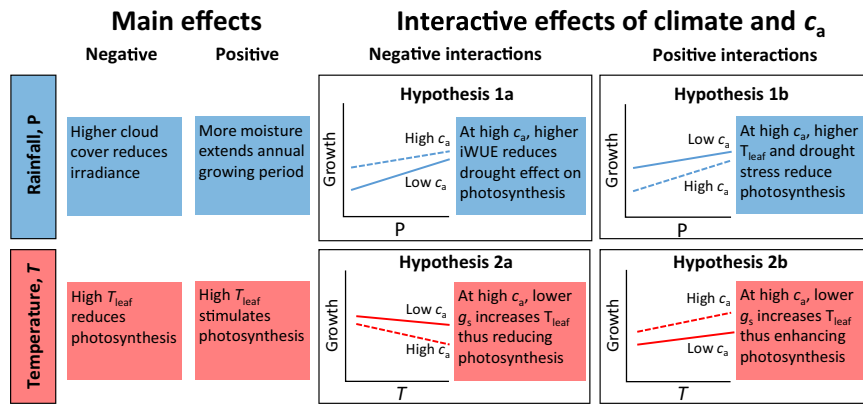 Main effects
Interactive effects of climate and cₐ
Negative
Positive
Negative interactions
Positive interactions
Rainfall, P
Higher cloud
cover reduces
irradiance
More moisture
extends annual
growing period
Hypothesis 1a
Growth
High cₐ
Low cₐ
P
At high cₐ, higher
iWUE reduces
drought effect on
photosynthesis
Hypothesis 1b
Growth
Low cₐ
High cₐ
P
At high cₐ, higher
T_leaf and drought
stress reduce
photosynthesis
Temperature, T
High T_leaf
reduces
photosynthesis
High T_leaf
stimulates
photosynthesis
Hypothesis 2a
Growth
Low cₐ
High cₐ
T
At high cₐ, lower
gₛ increases T_leaf
thus reducing
photosynthesis
Hypothesis 2b
Growth
High cₐ
Low cₐ
T
At high cₐ, lower
gₛ increases T_leaf
thus enhancing
photosynthesis